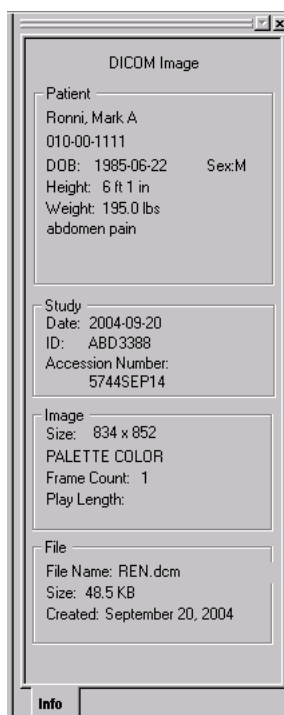 DICOM Image
Patient
Ronni, Mark A
010-00-1111
DOB: 1985-06-22 Sex:M
Height: 6 ft 1 in
Weight: 195.0 lbs
abdomen pain
Study
Date: 2004-09-20
ID: ABD3388
Accession Number:
5744SEP14
Image
Size: 834 x 852
PALETTE COLOR
Frame Count: 1
Play Length:
File
File Name: REN.dcm
Size: 48.5 KB
Created: September 20, 2004
Info